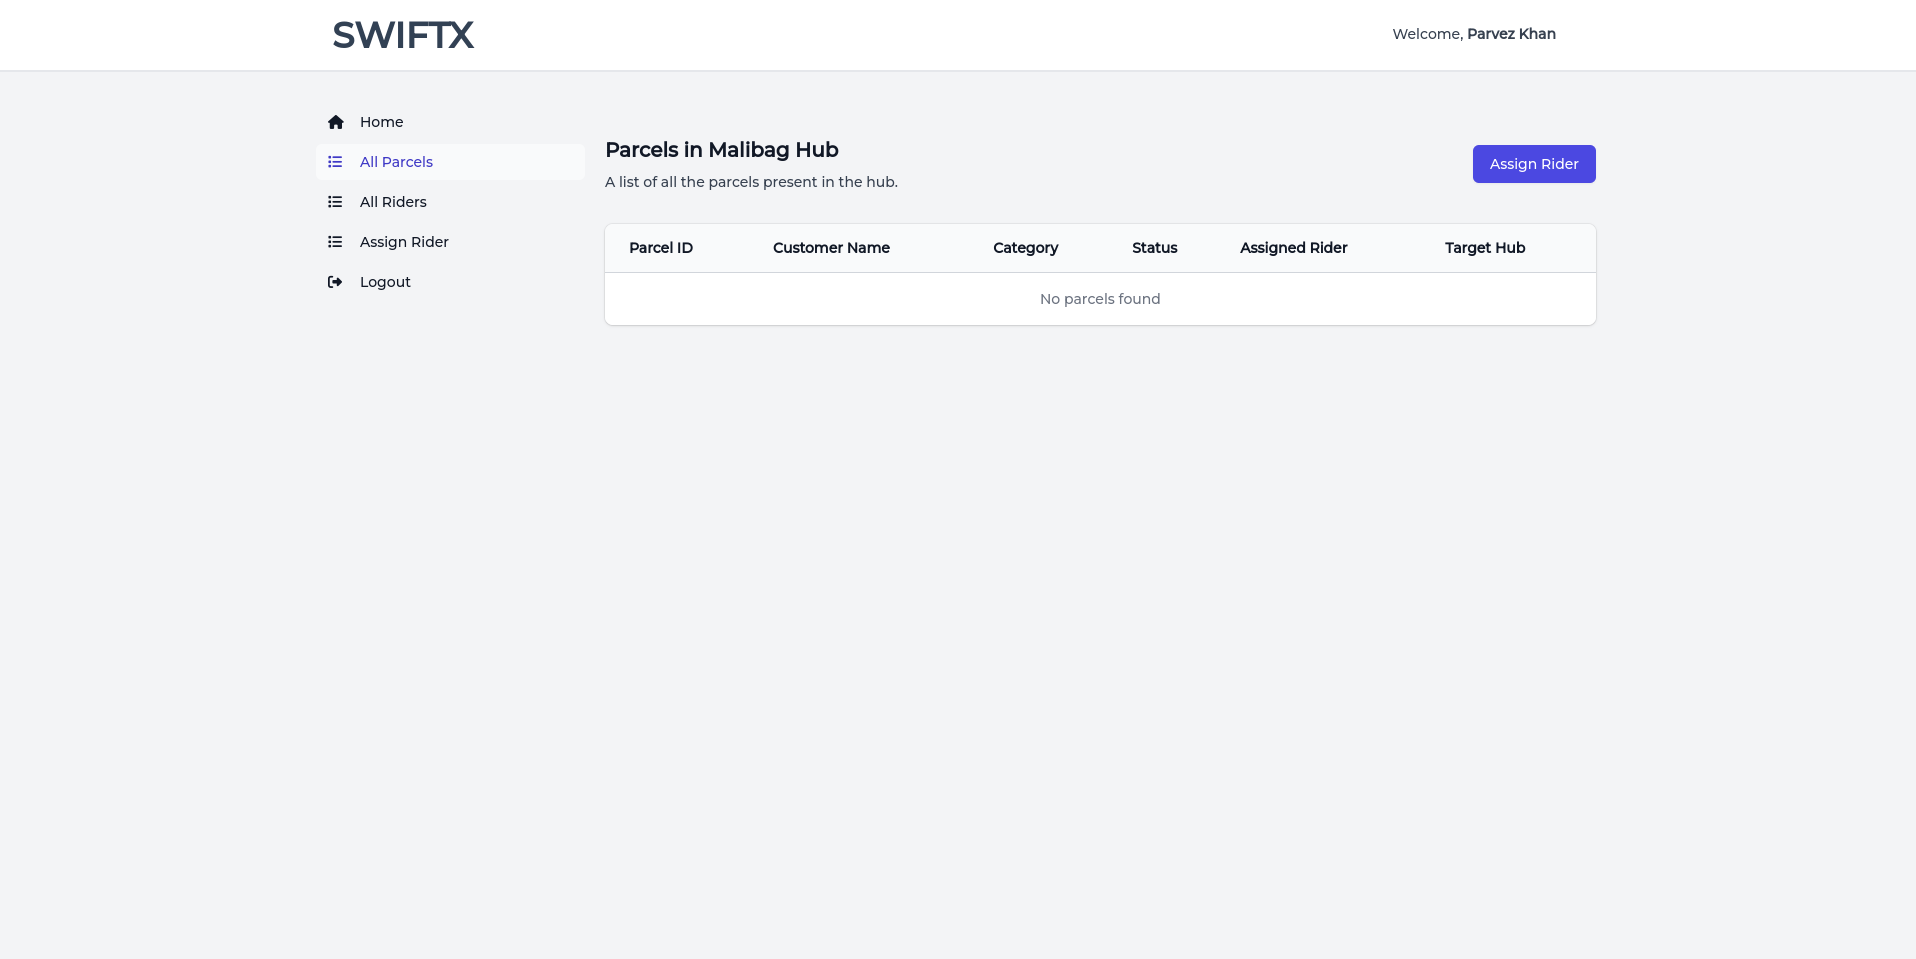 SWIFTX
Welcome, Parvez Khan
Home
All Parcels
All Riders
Assign Rider
Logout
Parcels in Malibag Hub
A list of all the parcels present in the hub.
Assign Rider
Parcel ID Customer Name Category Status Assigned Rider Target Hub
No parcels found